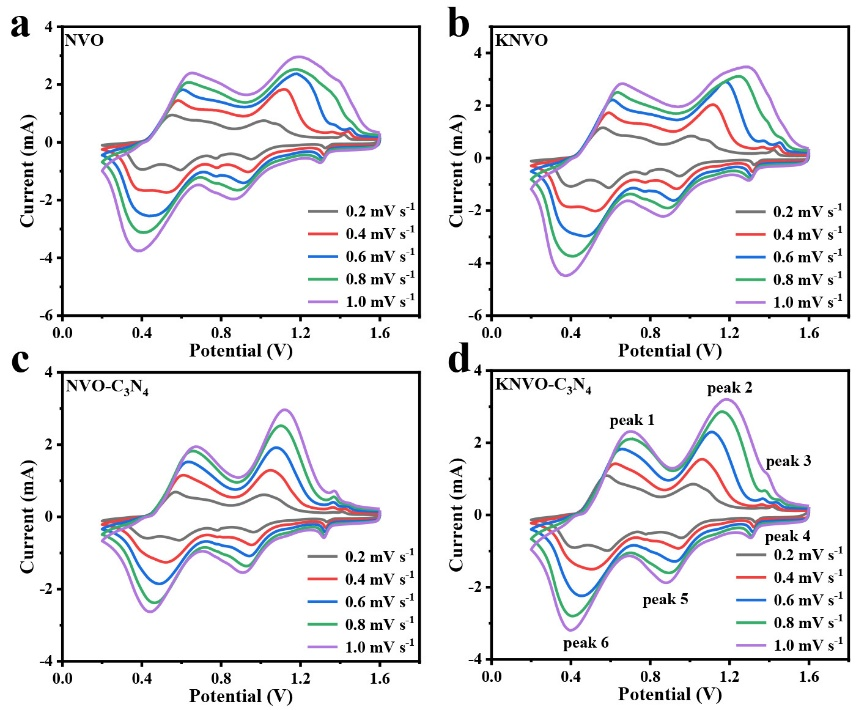 a
NVO
Current (mA)
4
2
0
-2
-4
-6
0.2 mV s⁻¹
0.4 mV s⁻¹
0.6 mV s⁻¹
0.8 mV s⁻¹
1.0 mV s⁻¹
0.0 0.4 0.8 1.2 1.6
Potential (V)
b
KNVO
Current (mA)
4
2
0
-2
-4
-6
0.2 mV s⁻¹
0.4 mV s⁻¹
0.6 mV s⁻¹
0.8 mV s⁻¹
1.0 mV s⁻¹
0.0 0.4 0.8 1.2 1.6
Potential (V)
c
NVO-C₃N₄
Current (mA)
4
2
0
-2
-4
0.2 mV s⁻¹
0.4 mV s⁻¹
0.6 mV s⁻¹
0.8 mV s⁻¹
1.0 mV s⁻¹
0.0 0.4 0.8 1.2 1.6
Potential (V)
d
KNVO-C₃N₄
Current (mA)
4
2
0
-2
-4
peak 1
peak 2
peak 3
peak 4
peak 5
peak 6
0.2 mV s⁻¹
0.4 mV s⁻¹
0.6 mV s⁻¹
0.8 mV s⁻¹
1.0 mV s⁻¹
0.0 0.4 0.8 1.2 1.6
Potential (V)